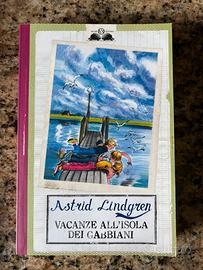 Astrid Lindgren
VACANZE ALL'ISOLA
DEI GABBIANI